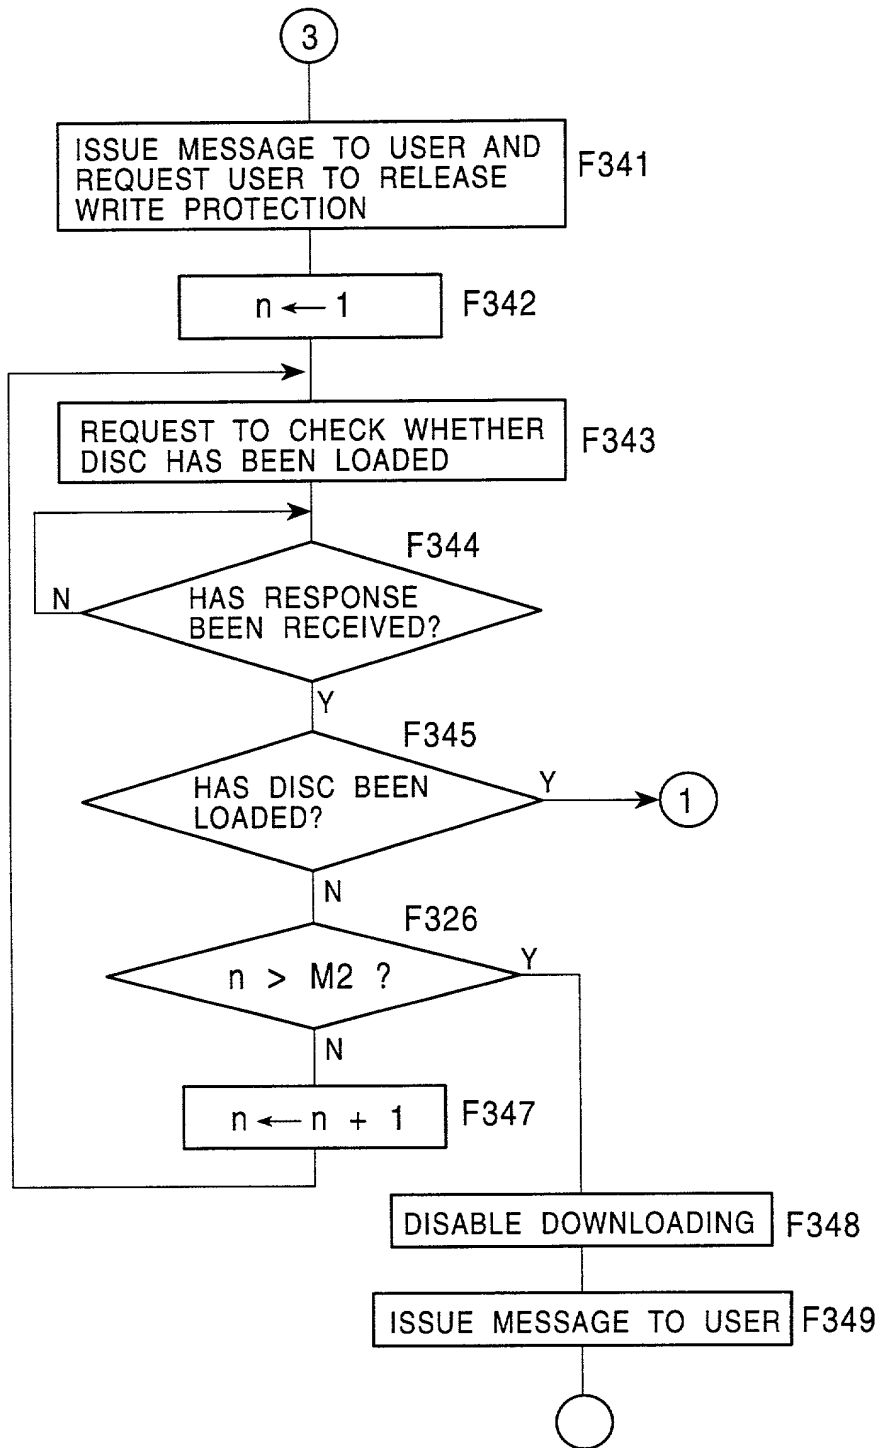 3
ISSUE MESSAGE TO USER AND
REQUEST USER TO RELEASE
WRITE PROTECTION
F341
n ← 1
F342
REQUEST TO CHECK WHETHER
DISC HAS BEEN LOADED
F343
F344
N
HAS RESPONSE
BEEN RECEIVED?
Y
F345
HAS DISC BEEN
LOADED?
Y
1
N
F326
n > M2 ?
Y
N
n ← n + 1
F347
DISABLE DOWNLOADING
F348
ISSUE MESSAGE TO USER
F349